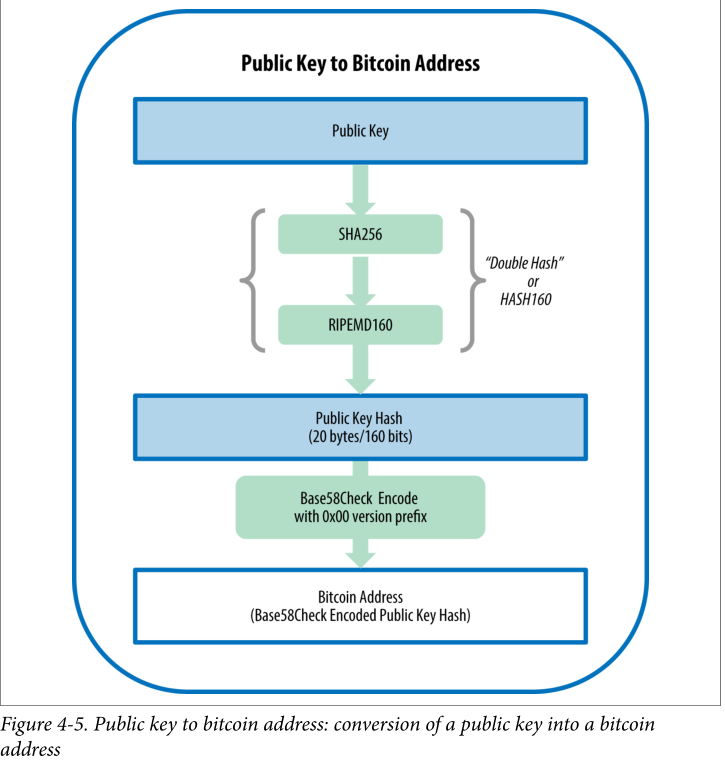 Public Key to Bitcoin Address
Public Key
SHA256
"Double Hash"
or
HASH160
RIPEMD160
Public Key Hash
(20 bytes/160 bits)
Base58Check Encode
with 0x00 version prefix
Bitcoin Address
(Base58Check Encoded Public Key Hash)
Figure 4-5. Public key to bitcoin address: conversion of a public key into a bitcoin
address